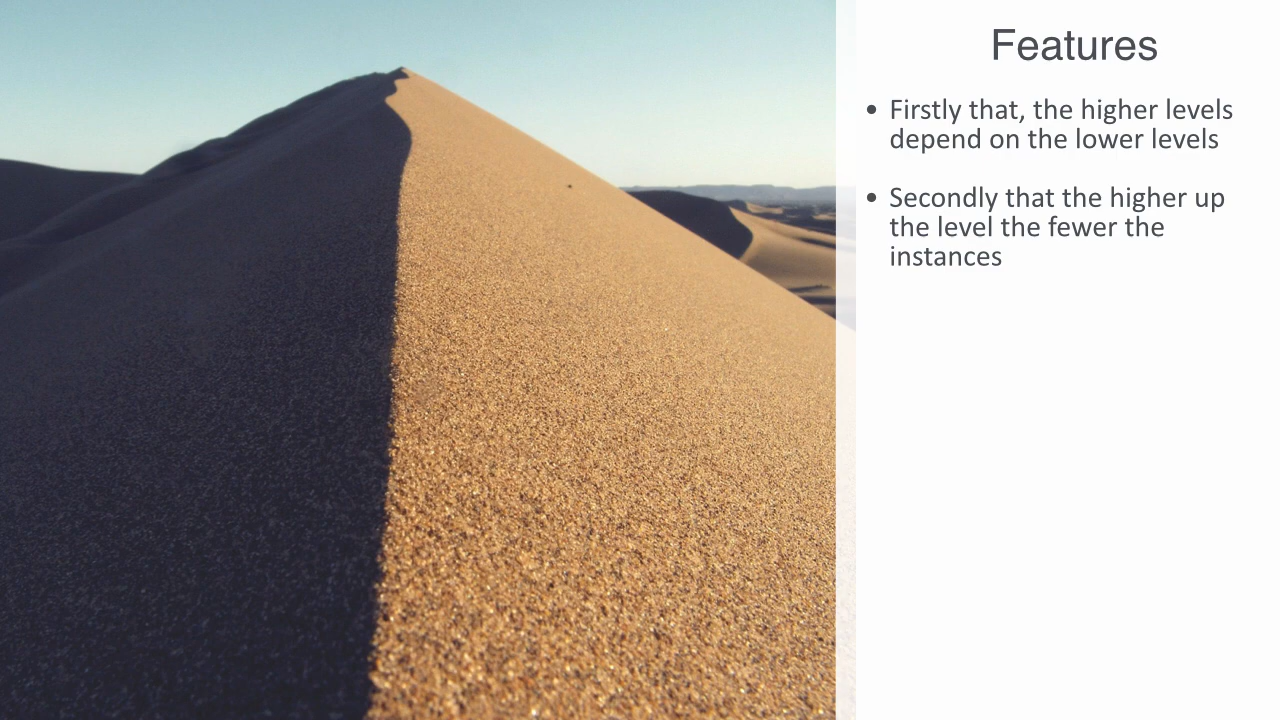 Features
• Firstly that, the higher levels
depend on the lower levels
• Secondly that the higher up
the level the fewer the
instances